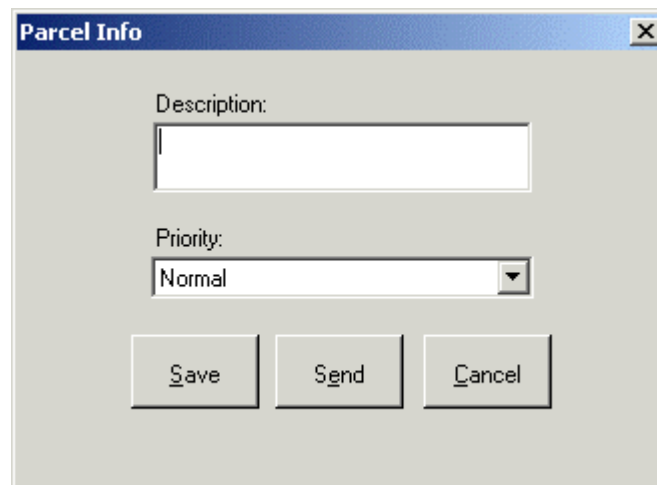 Parcel Info
Description:
Priority:
Normal
Save
Send
Cancel